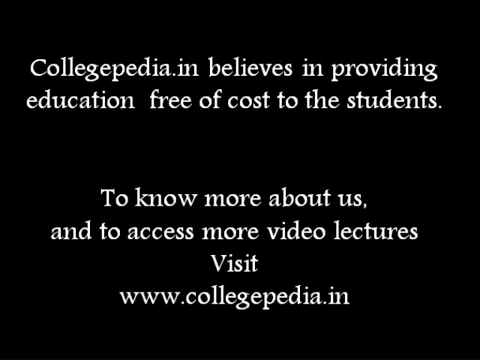 Collegepedia.in believes in providing
education  free of cost to the students.
To know more about us,
and to access more video lectures
Visit
www.collegepedia.in